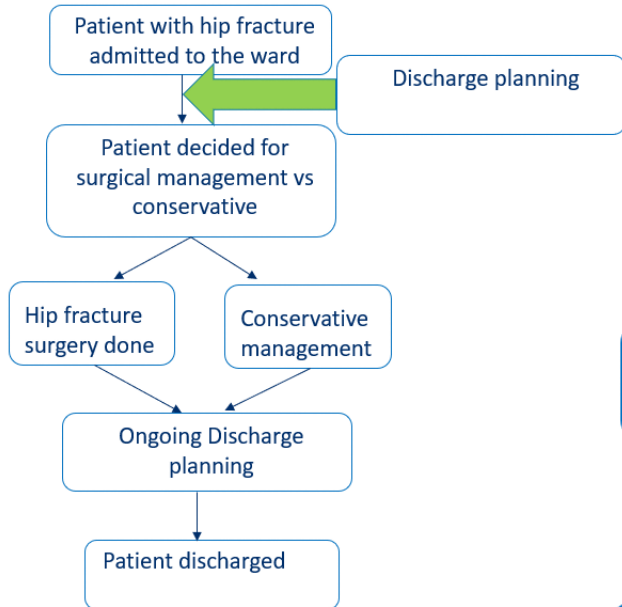 Patient with hip fracture
admitted to the ward
Discharge planning
Patient decided for
surgical management vs
conservative
Hip fracture
surgery done
Conservative
management
Ongoing Discharge
planning
Patient discharged